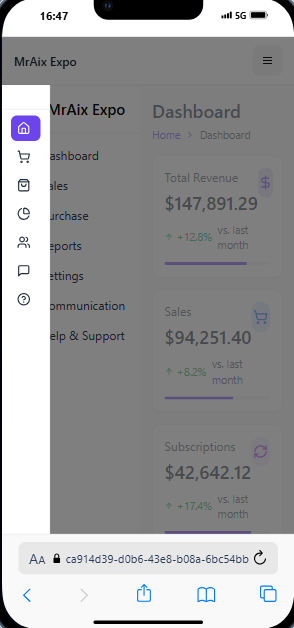 16:47
5G
MrAix Expo
MrAix Expo
ashboard
ales
urchase
eports
ettings
ommunication
elp & Support
Dashboard
Home > Dashboard
Total Revenue
$
$147,891.29
+12.8% vs. last
month
Sales
$94,251.40
+8.2% vs. last
month
Subscriptions
$42,642.12
+17.4% vs. last
month
AA ca914d39-d0b6-43e8-b08a-6bc54bb